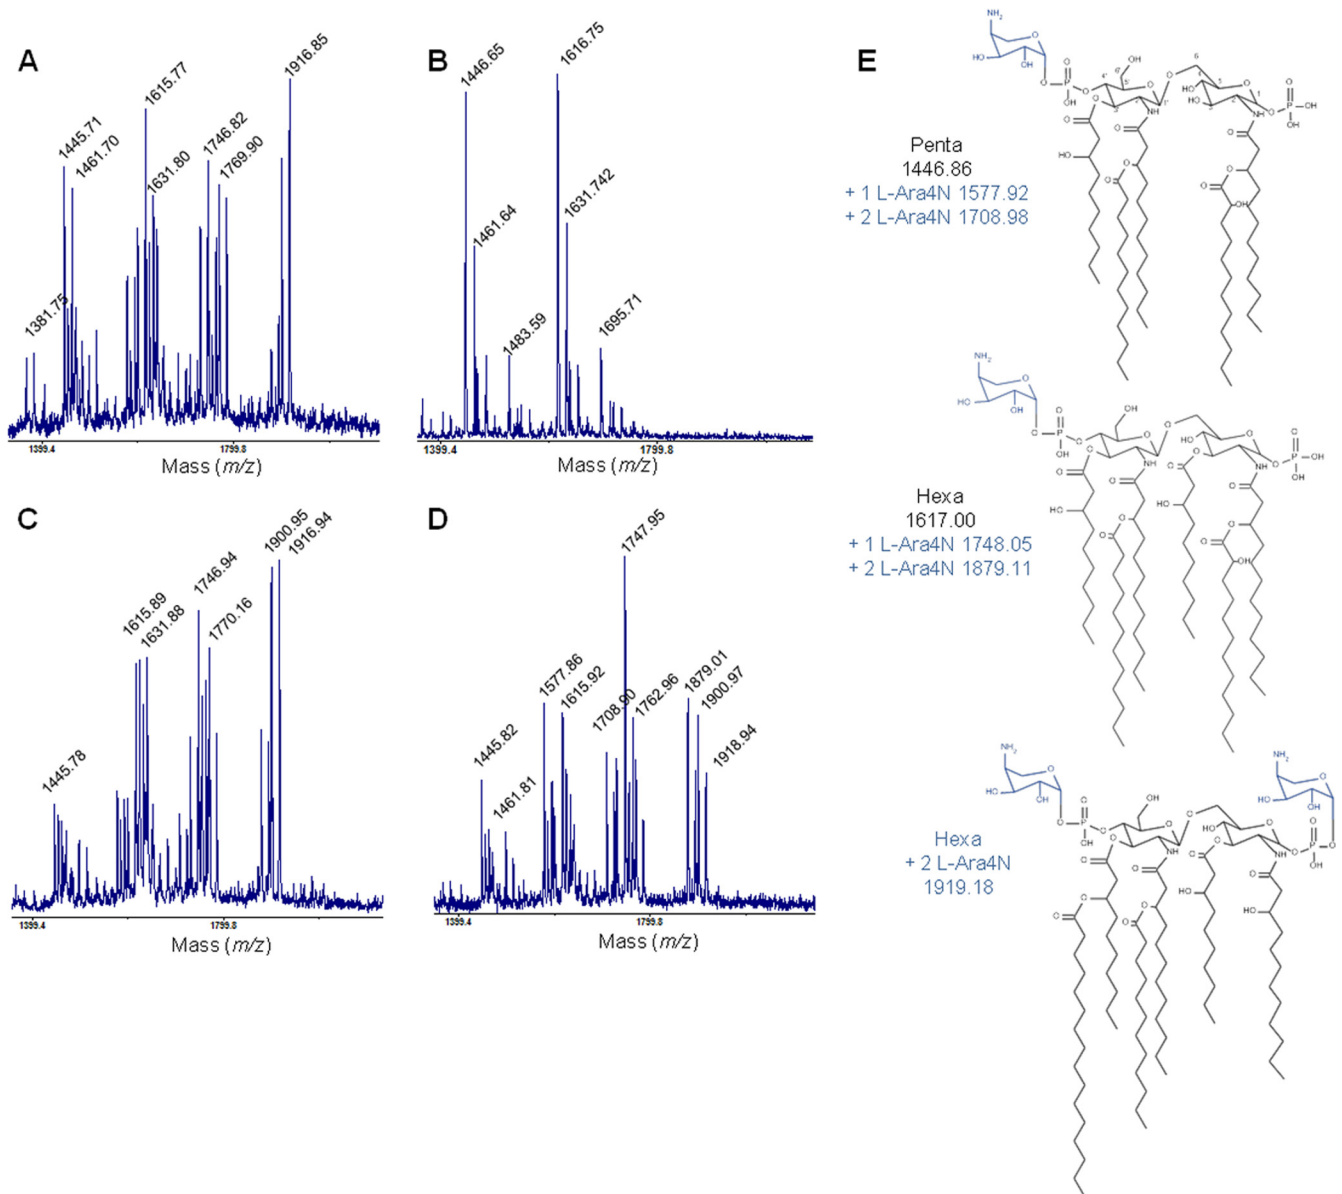 A
1381.75
1445.71
1461.70
1615.77
1631.80
1746.82
1769.90
1916.85
1399.4
1799.8
Mass (m/z)
B
1446.65
1461.64
1483.59
1616.75
1631.742
1695.71
1399.4
1799.8
Mass (m/z)
C
1445.78
1615.89
1631.88
1746.94
1770.16
1900.95
1916.94
1399.4
1799.8
Mass (m/z)
D
1445.82
1461.81
1577.86
1615.92
1708.90
1747.95
1762.96
1879.01
1900.97
1918.94
1399.4
1799.8
Mass (m/z)
E
Penta
1446.86
+ 1 L-Ara4N 1577.92
+ 2 L-Ara4N 1708.98
Hexa
1617.00
+ 1 L-Ara4N 1748.05
+ 2 L-Ara4N 1879.11
Hexa
+ 2 L-Ara4N
1919.18